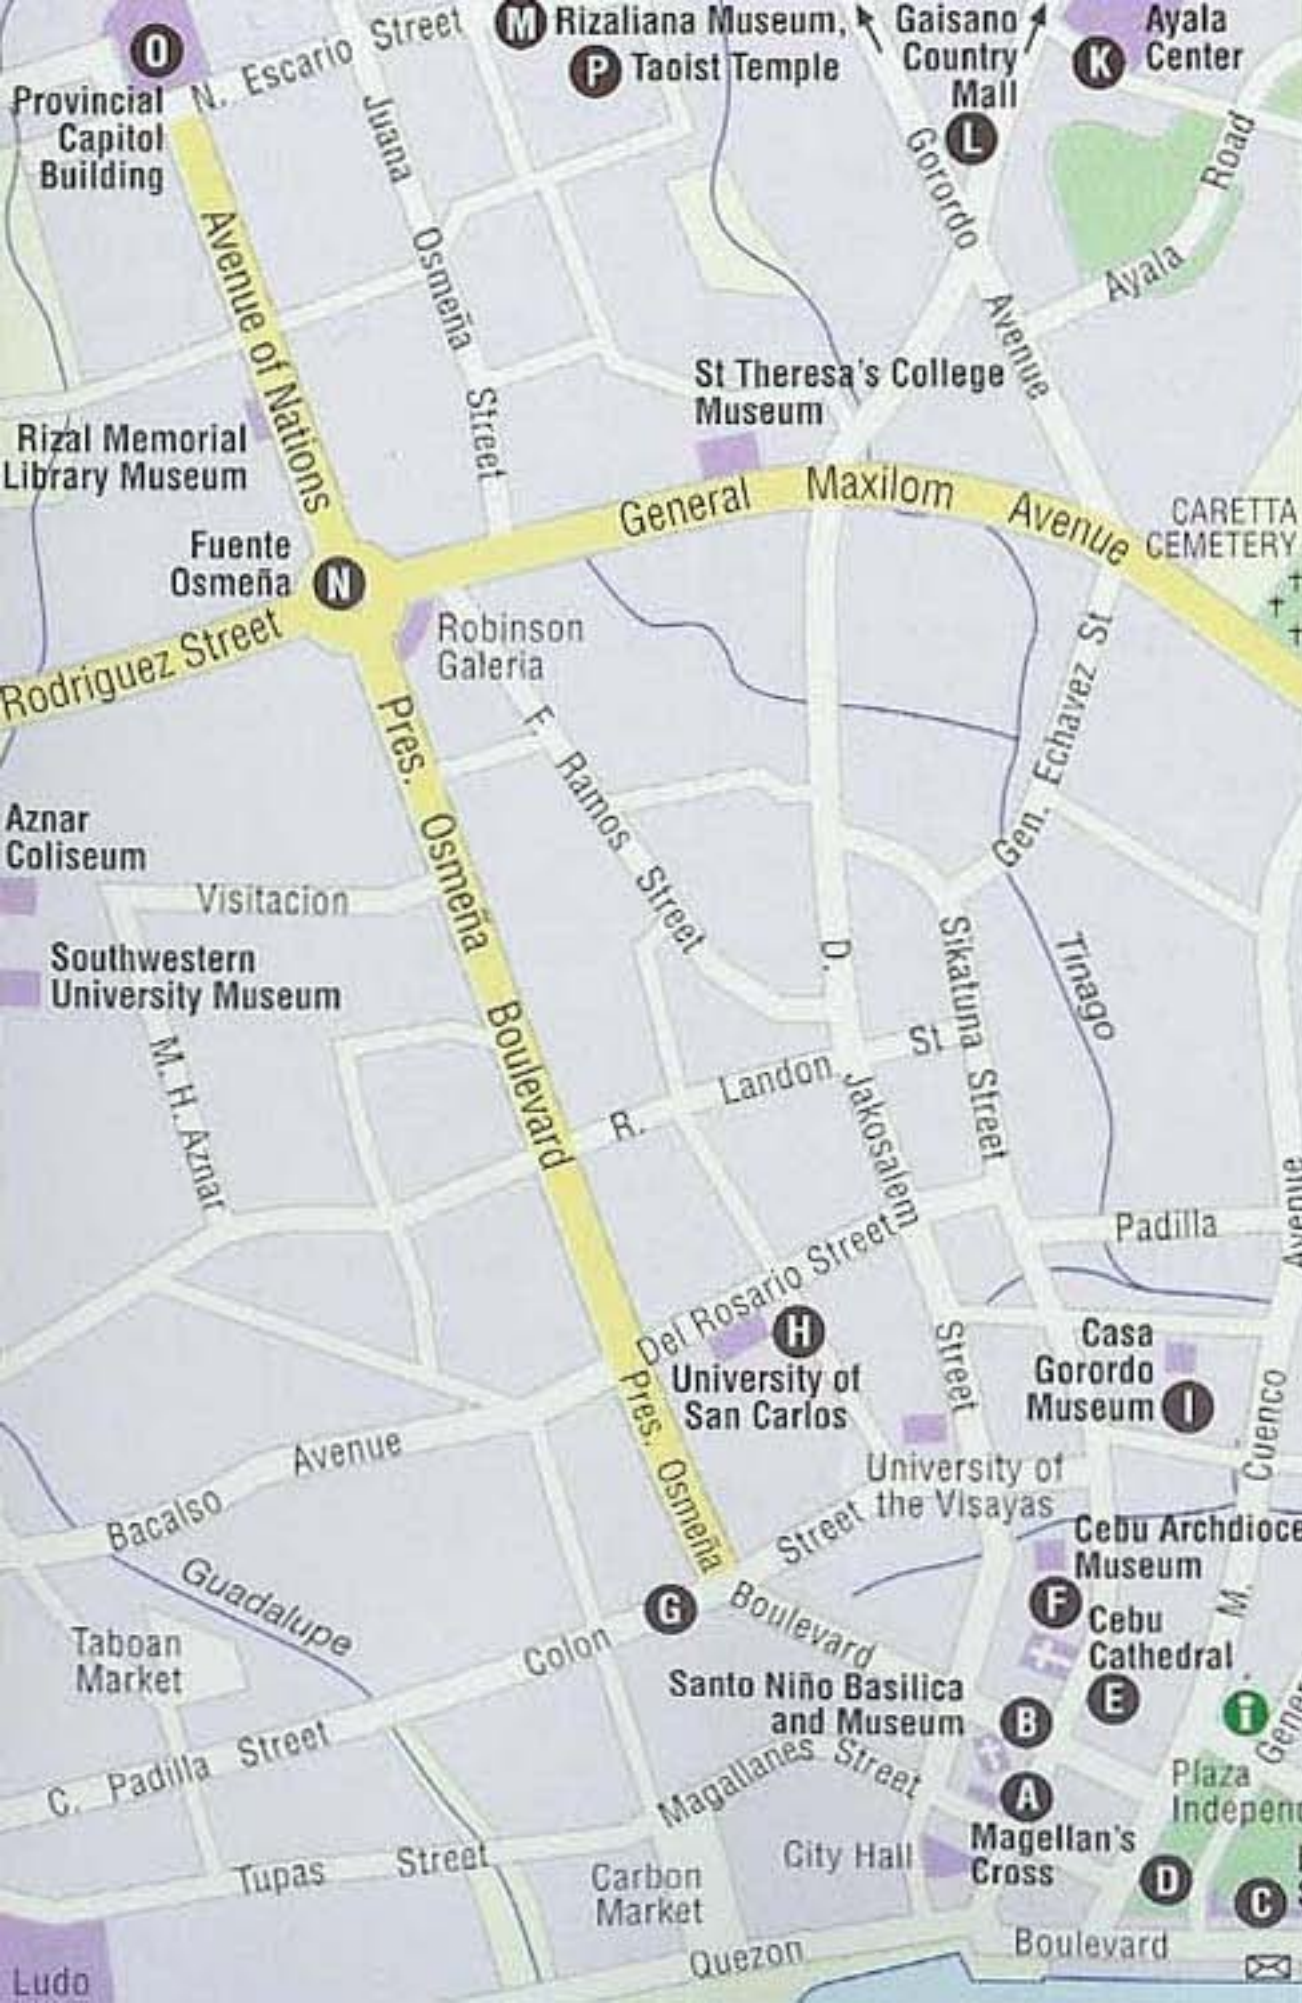 O
Provincial
Capitol
Building
N. Escario Street
M Rizaliana Museum,
P Taoist Temple
Gaisano
Country
Mall
L
K
Ayala
Center
Juana Osmeña Street
Gorordo Avenue
Ayala Road
Avenue of Nations
St Theresa's College
Museum
Rizal Memorial
Library Museum
General Maxilom Avenue
CARETTA
CEMETERY
Fuente
Osmeña
N
Rodriguez Street
Robinson
Galeria
Pres. Osmeña Boulevard
F. Ramos Street
Gen. Echavez St
Aznar
Coliseum
Visitacion
Southwestern
University Museum
M. H. Aznar
D. Jakosalem Street
Sikatuna Street
Tinago
R. Landon St
Padilla
Del Rosario Street
H
University of
San Carlos
Casa
Gorordo
Museum
I
M. Cuenco Avenue
Pres. Osmeña Boulevard
Bacalso Avenue
University of
the Visayas
Guadalupe
Cebu Archdioce
Museum
F
Cebu
Cathedral
E
Taboan
Market
G
C. Padilla Street
Colon Street
Santo Niño Basilica
and Museum
B
i
Gener
Plaza
Independ
Magallanes Street
A
Magellan's
Cross
City Hall
D
C
Tupas Street
Carbon
Market
Quezon Boulevard
Ludo